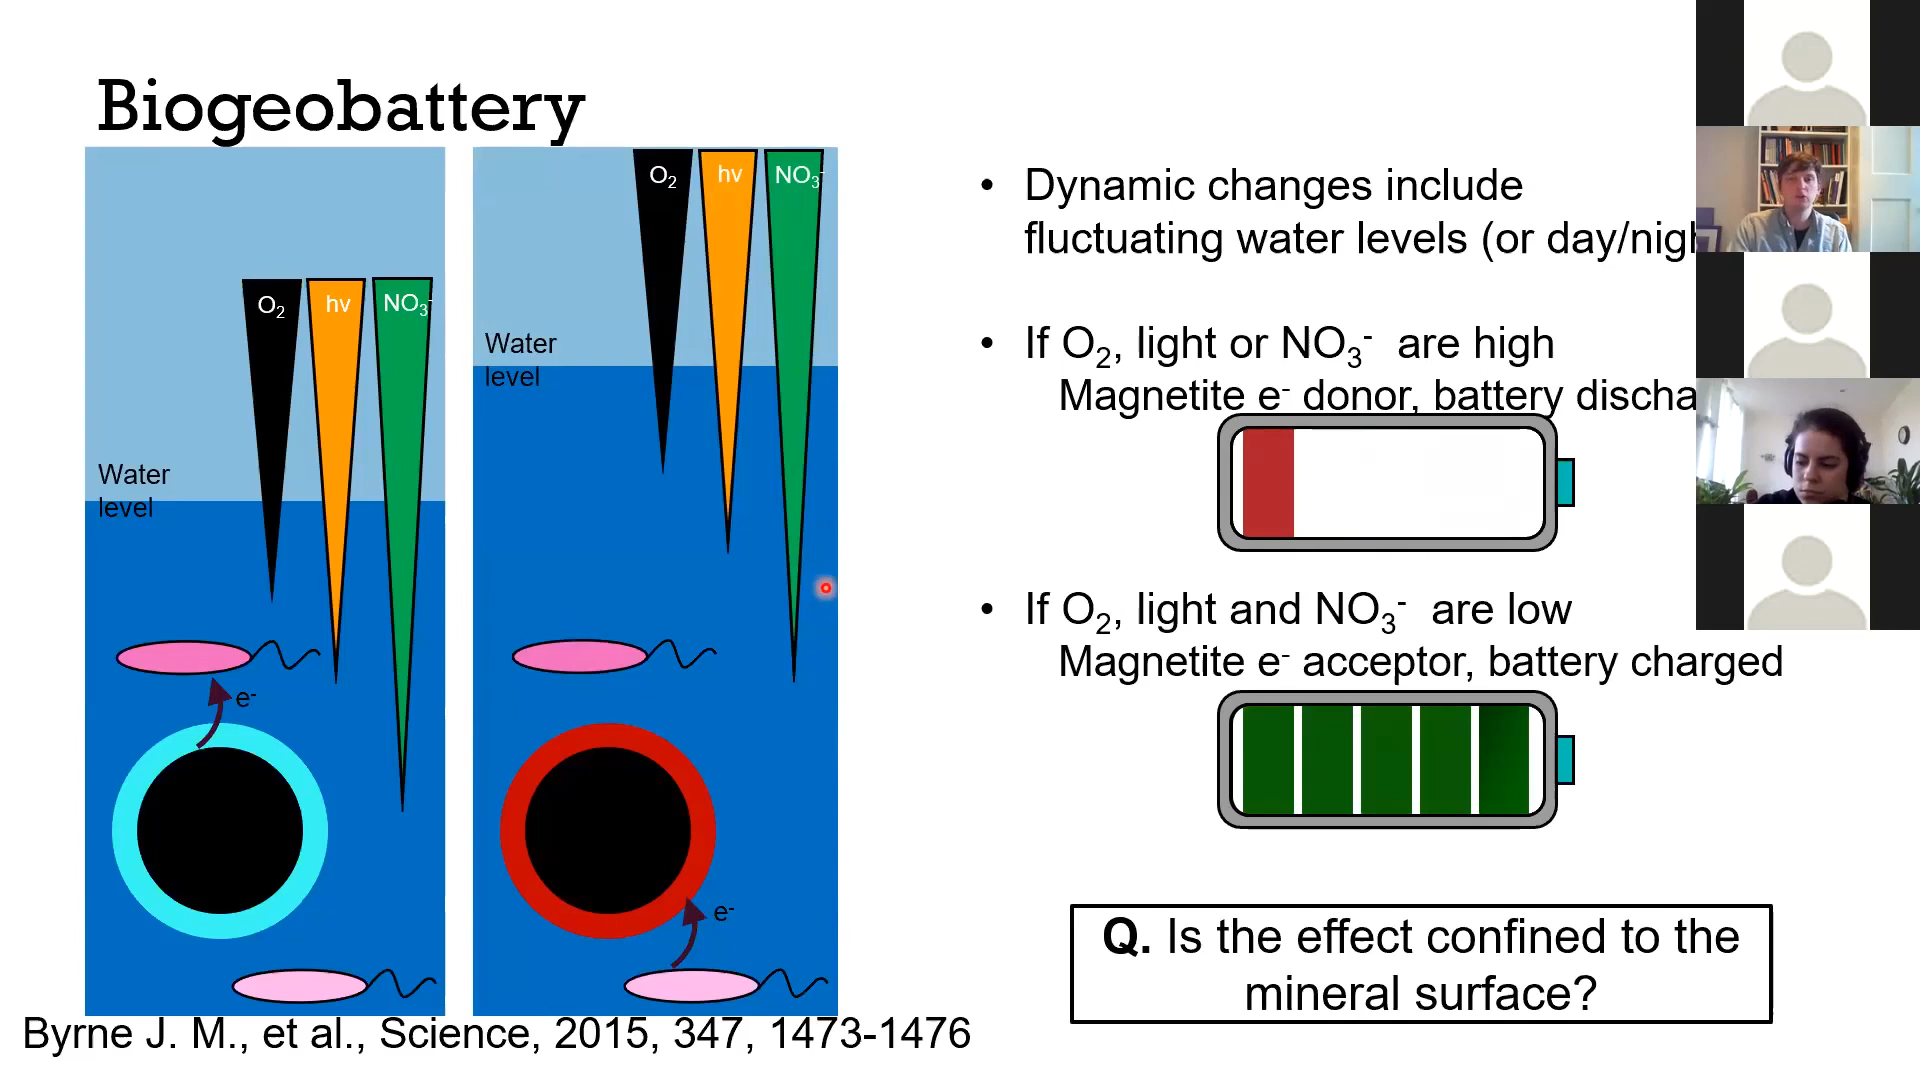 Biogeobattery
O2
hv
NO3-
Water
level
e-
O2
hv
NO3-
Water
level
e-
• Dynamic changes include
fluctuating water levels (or day/nigh
• If O2, light or NO3- are high
Magnetite e- donor, battery discha
• If O2, light and NO3- are low
Magnetite e- acceptor, battery charged
Q. Is the effect confined to the
mineral surface?
Byrne J. M., et al., Science, 2015, 347, 1473-1476